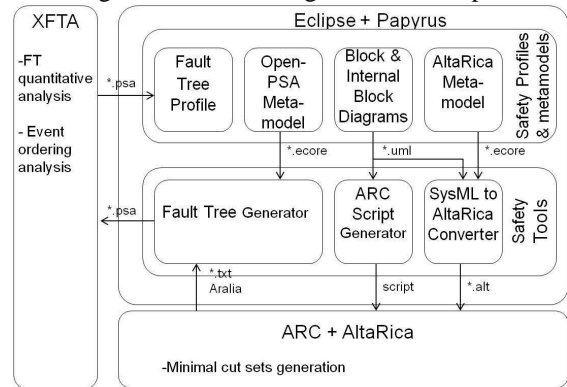 XFTA
-FT
quantitative
analysis
- Event
ordering
analysis
*.psa
*.psa
Eclipse + Papyrus
Fault
Tree
Profile
Open-
PSA
Meta-
model
Block &
Internal
Block
Diagrams
AltaRica
Meta-
model
Safety Profiles
& metamodels
*.ecore
*.uml
*.ecore
Fault Tree Generator
ARC
Script
Generator
SysML to
AltaRica
Converter
Safety
Tools
*.txt
Aralia
script
*.alt
ARC + AltaRica
-Minimal cut sets generation